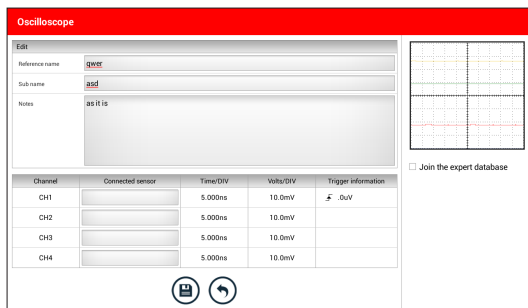 Oscilloscope
Edit
Reference name qwer
Sub name asd
Notes as it is
Join the expert database
Channel Connected sensor Time/DIV Volts/DIV Trigger information
CH1 5.000ns 10.0mV .0uV
CH2 5.000ns 10.0mV
CH3 5.000ns 10.0mV
CH4 5.000ns 10.0mV